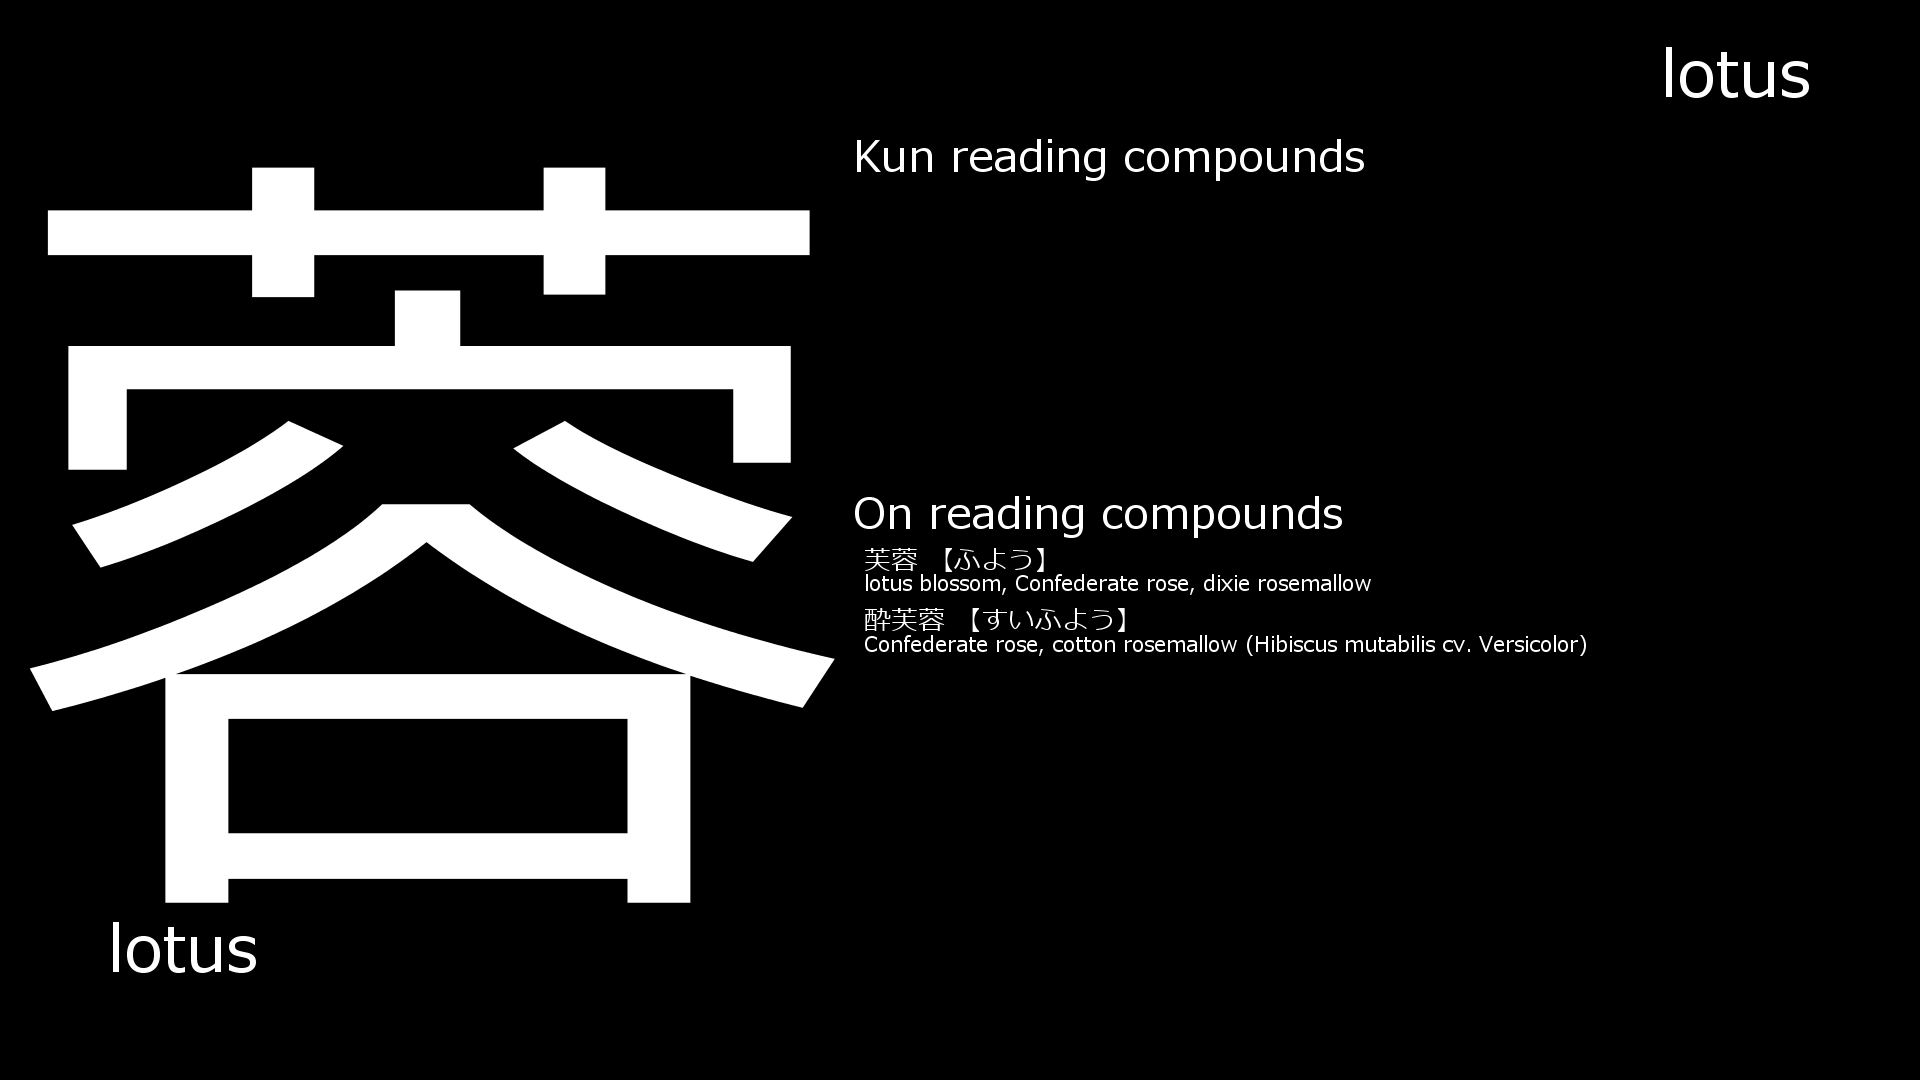 lotus
蓉
lotus
Kun reading compounds
On reading compounds
芙蓉 【ふよう】
lotus blossom, Confederate rose, dixie rosemallow
酔芙蓉 【すいふよう】
Confederate rose, cotton rosemallow (Hibiscus mutabilis cv. Versicolor)